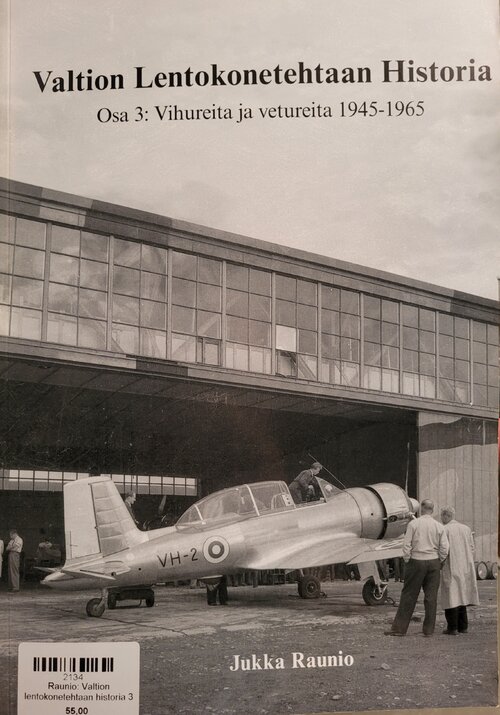 Valtion Lentokonetehtaan Historia
Osa 3: Vihureita ja vetureita 1945-1965
VH-2
Jukka Raunio
2134
Raunio: Valtion
lentokonetehtaan historia 3
55,00